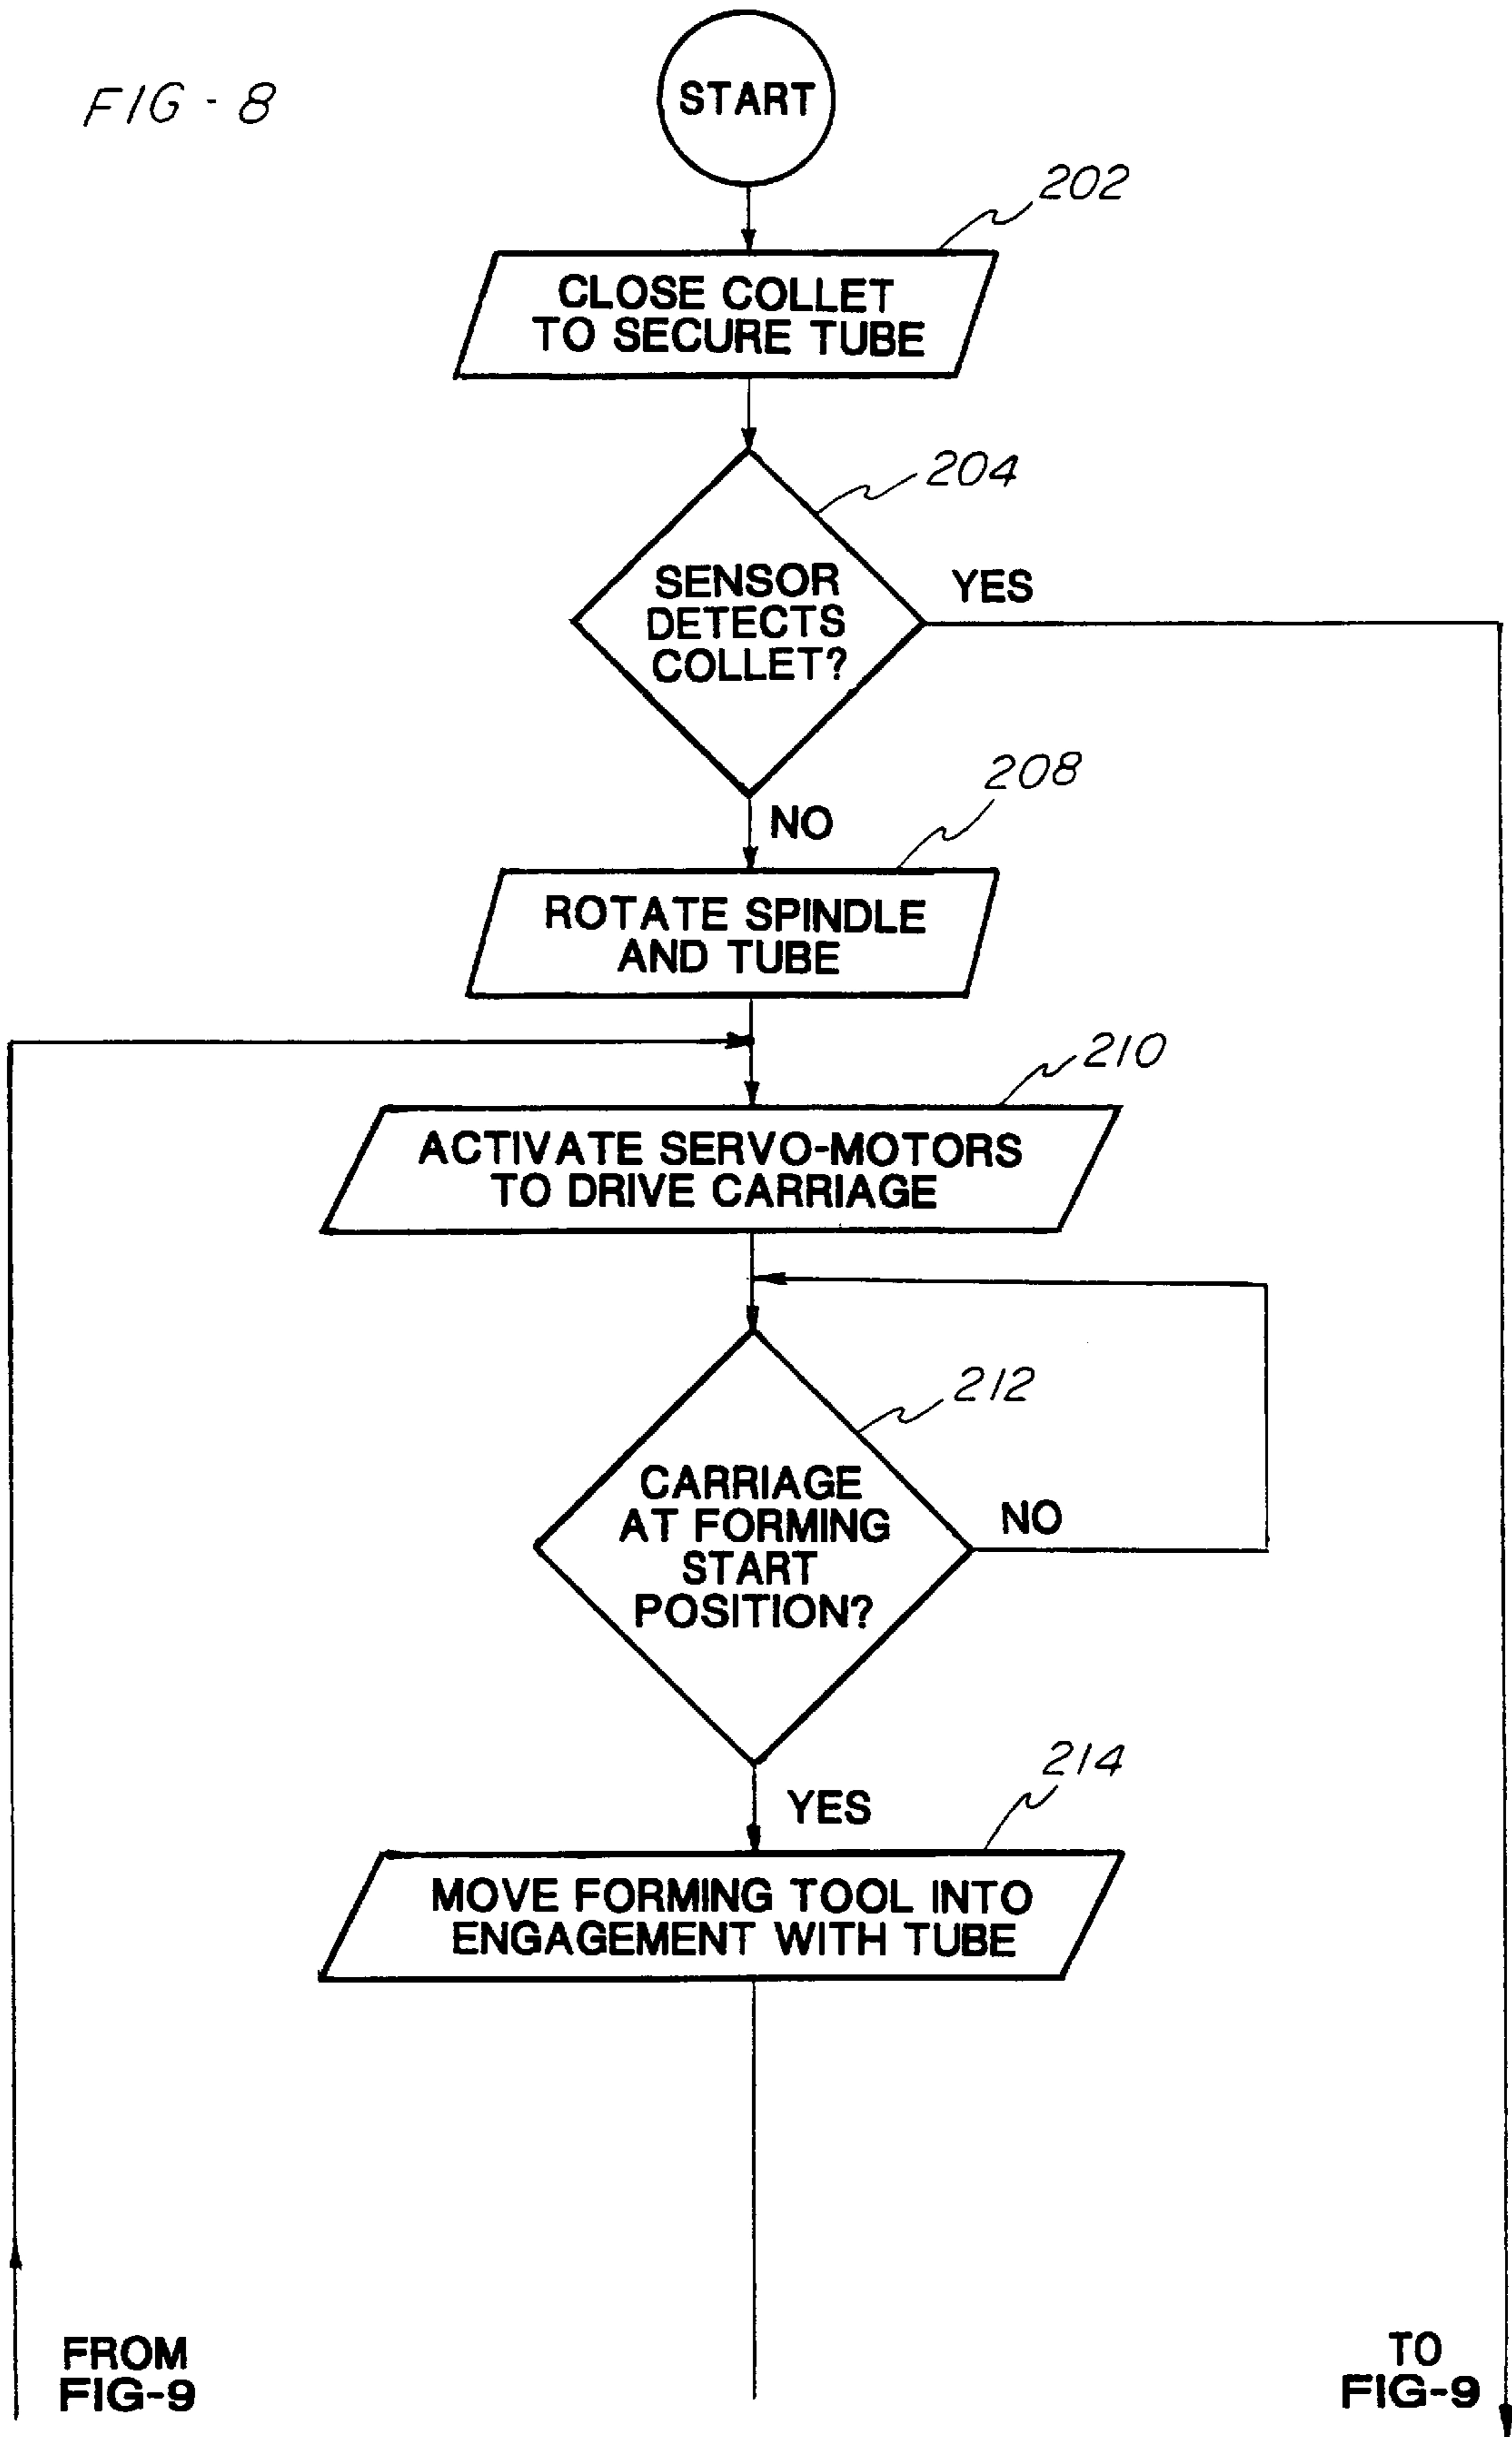 FIG - 8
START
202
CLOSE COLLET
TO SECURE TUBE
204
SENSOR
DETECTS
COLLET?
YES
208
NO
ROTATE SPINDLE
AND TUBE
210
ACTIVATE SERVO-MOTORS
TO DRIVE CARRIAGE
212
CARRIAGE
AT FORMING
START
POSITION?
NO
214
YES
MOVE FORMING TOOL INTO
ENGAGEMENT WITH TUBE
FROM
FIG-9
TO
FIG-9